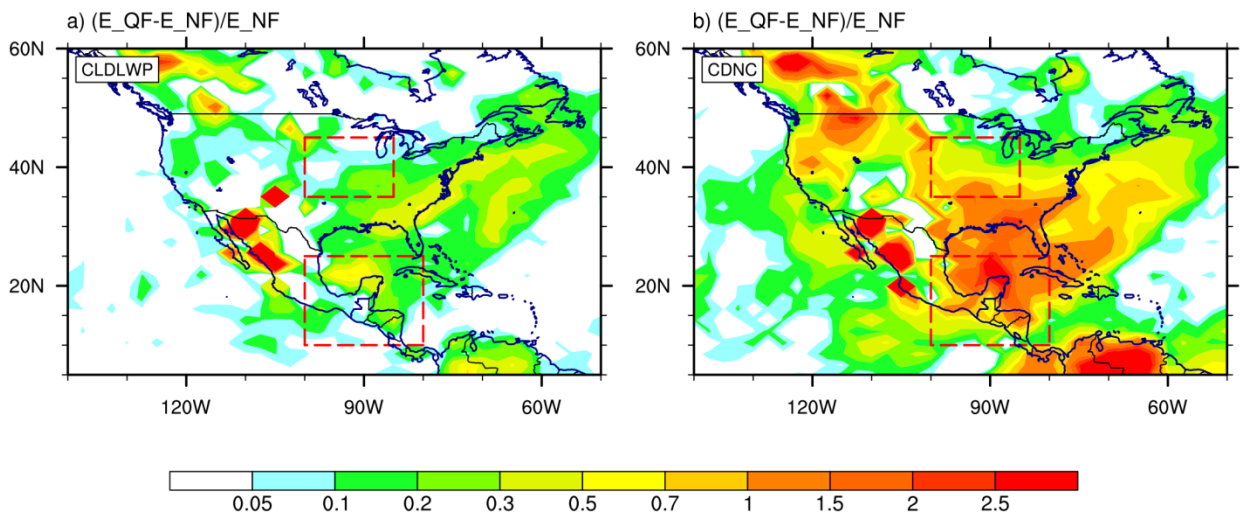 a) (E_QF-E_NF)/E_NF
b) (E_QF-E_NF)/E_NF
60N
CLDLWP
40N
20N
120W
90W
60W
60N
CDNC
40N
20N
120W
90W
60W
0.05 0.1 0.2 0.3 0.5 0.7 1 1.5 2 2.5